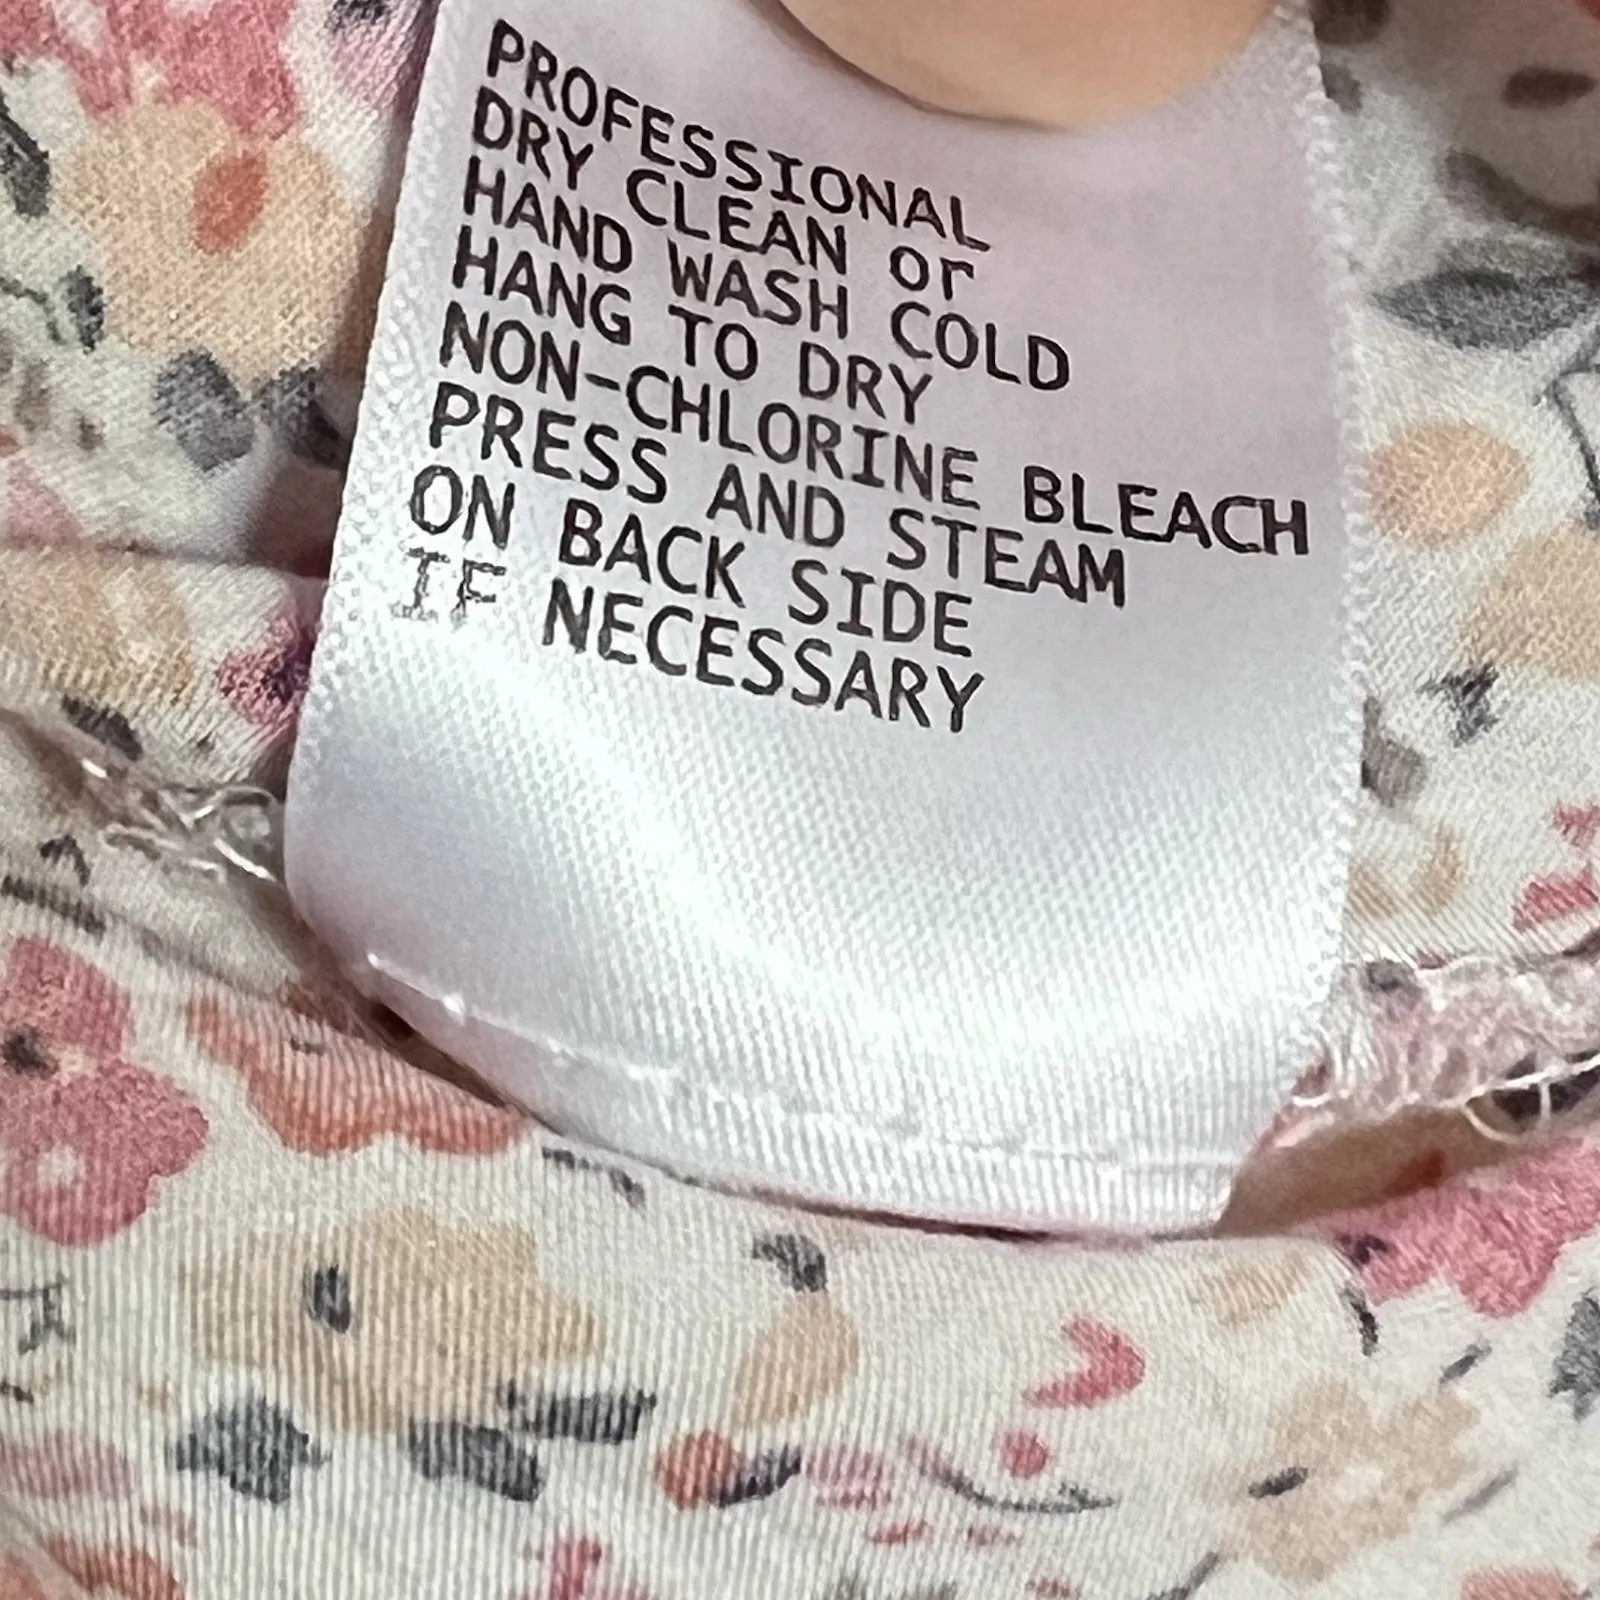 PROFESSIONAL
DRY CLEAN or
HAND WASH COLD
HANG TO DRY
NON-CHLORINE BLEACH
PRESS AND STEAM
ON BACK SIDE
IF NECESSARY